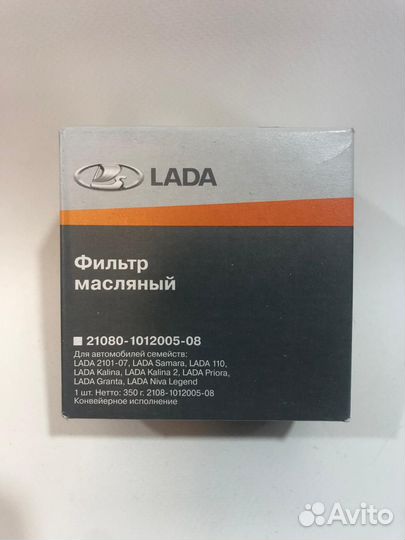 LADA
Фильтр
масляный
21080-1012005-08
Для автомобилей семейств:
LADA 2101-07, LADA Samara, LADA 110,
LADA Kalina, LADA Kalina 2, LADA Priora,
LADA Granta, LADA Niva Legend
1 шт. Нетто: 350 г. 2108-1012005-08
Конвейерное исполнение
Avito